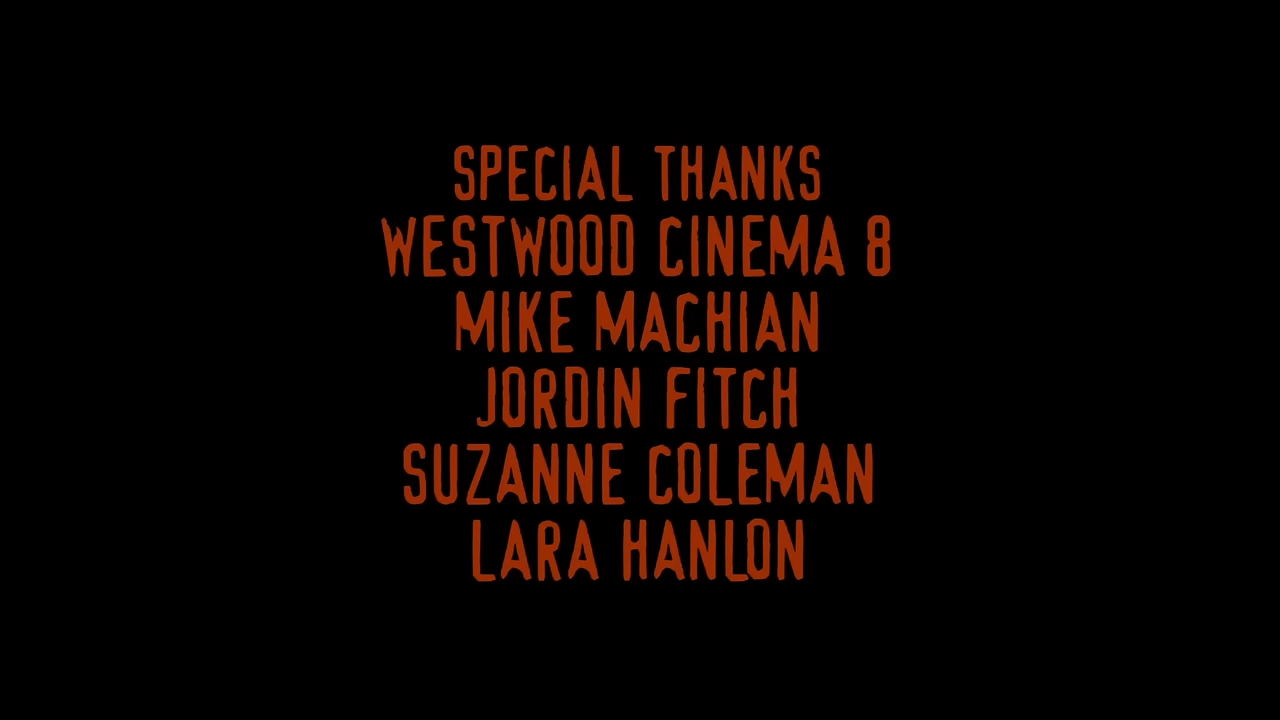 SPECIAL THANKS
WESTWOOD CINEMA 8
MIKE MACHIAN
JORDIN FITCH
SUZANNE COLEMAN
LARA HANLON